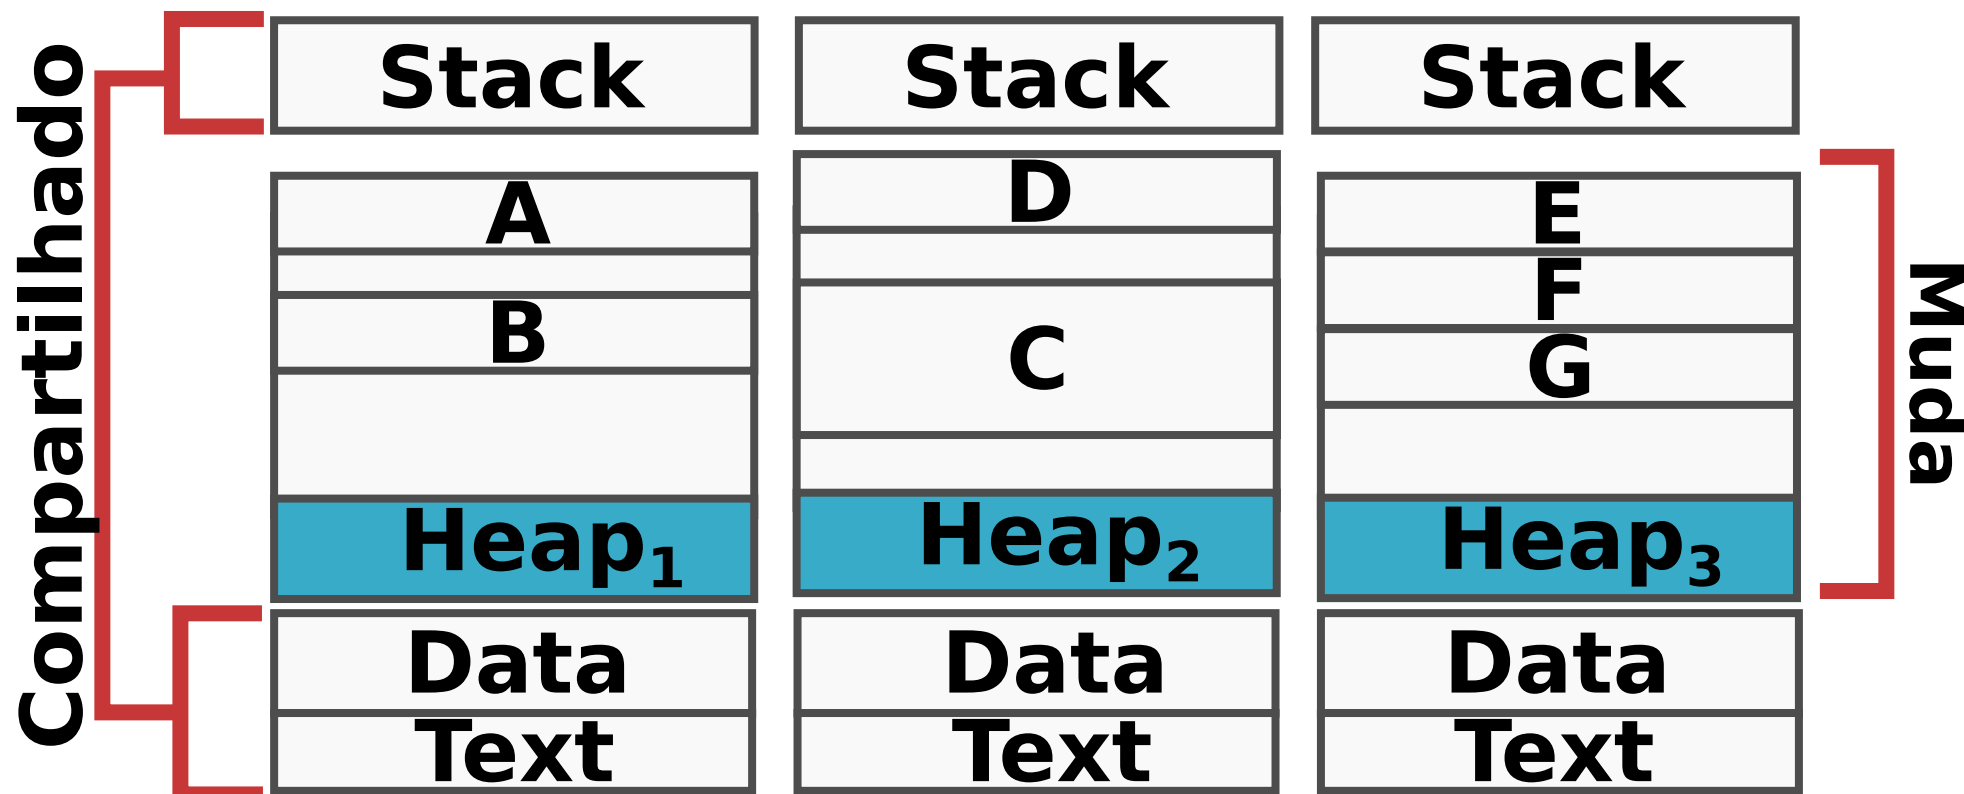 Compartilhado
Stack
A
B
Heap1
Data
Text
Stack
D
C
Heap2
Data
Text
Stack
E
F
G
Heap3
Data
Text
Muda